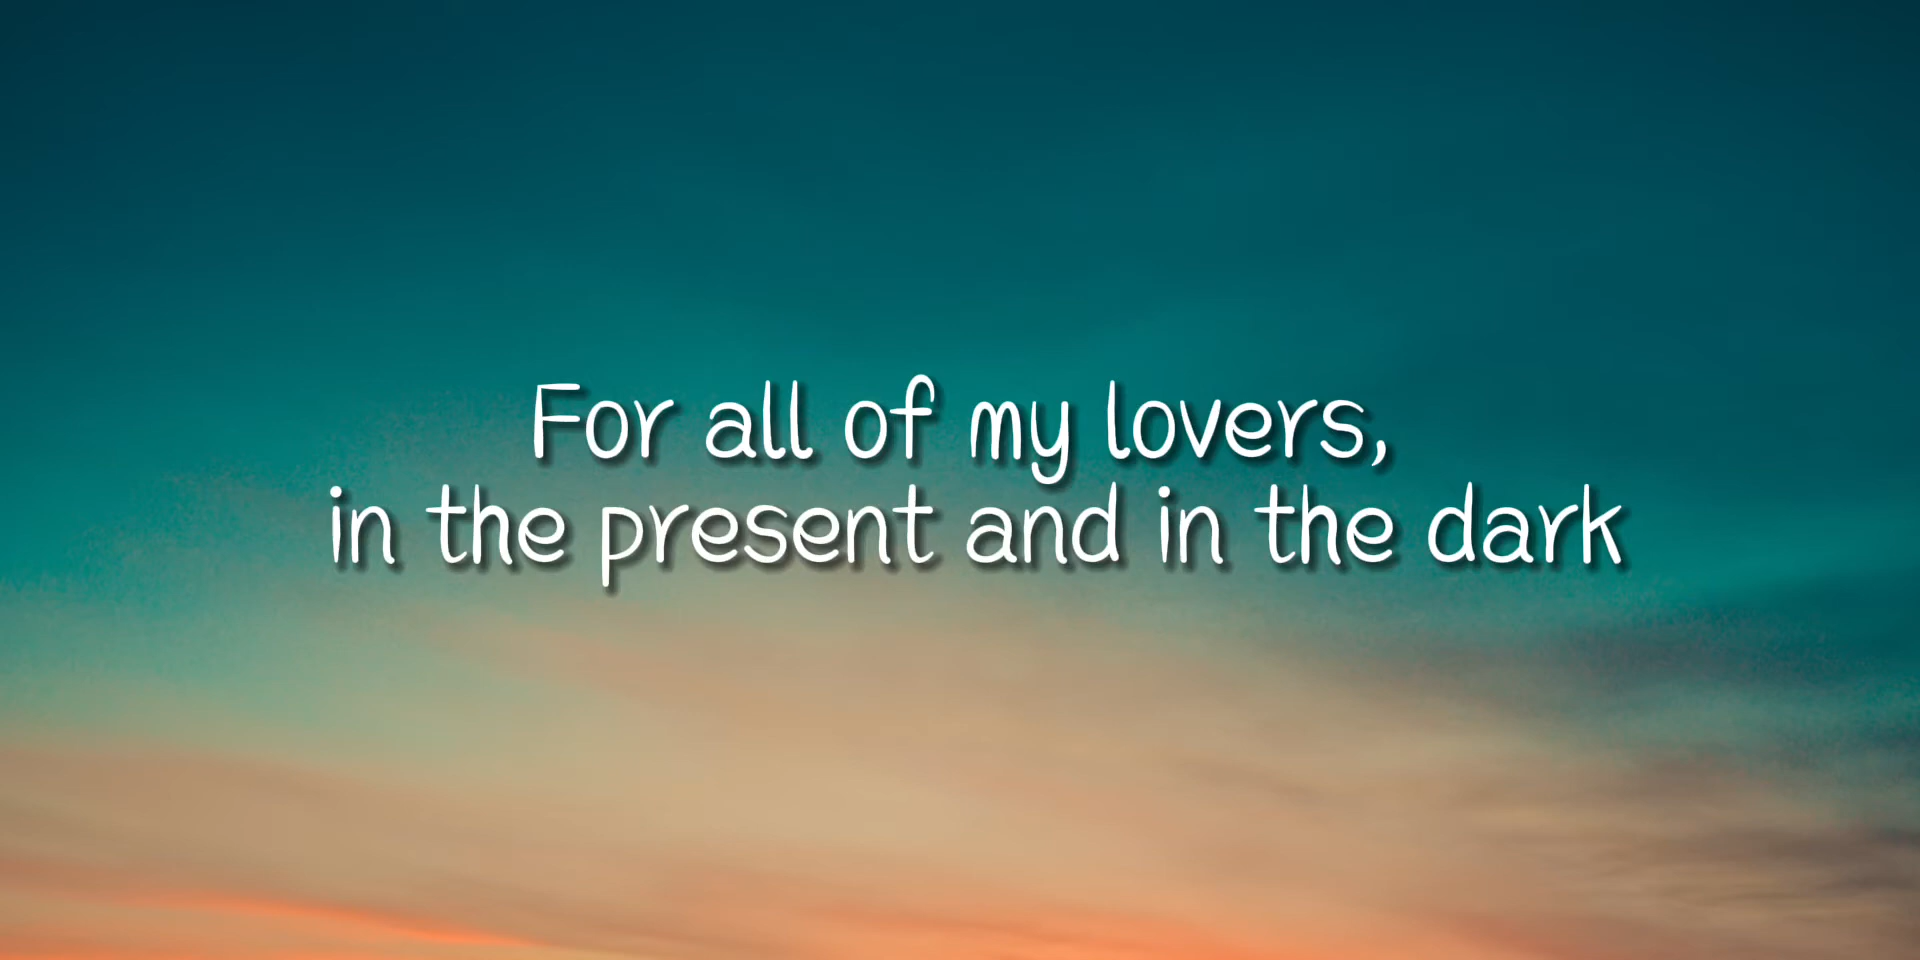 For all of my lovers,
in the present and in the dark